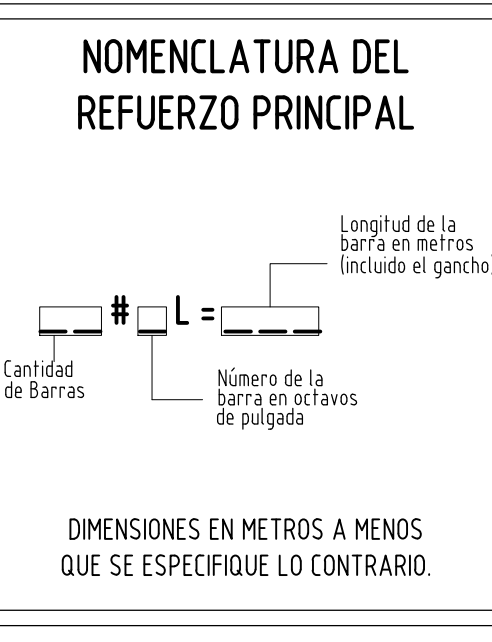 NOMENCLATURA DEL
REFUERZO PRINCIPAL
Longitud de la
barra en metros
(incluido el gancho)
# L =
Cantidad
de Barras
Número de la
barra en octavos
de pulgada
DIMENSIONES EN METROS A MENOS
QUE SE ESPECIFIQUE LO CONTRARIO.